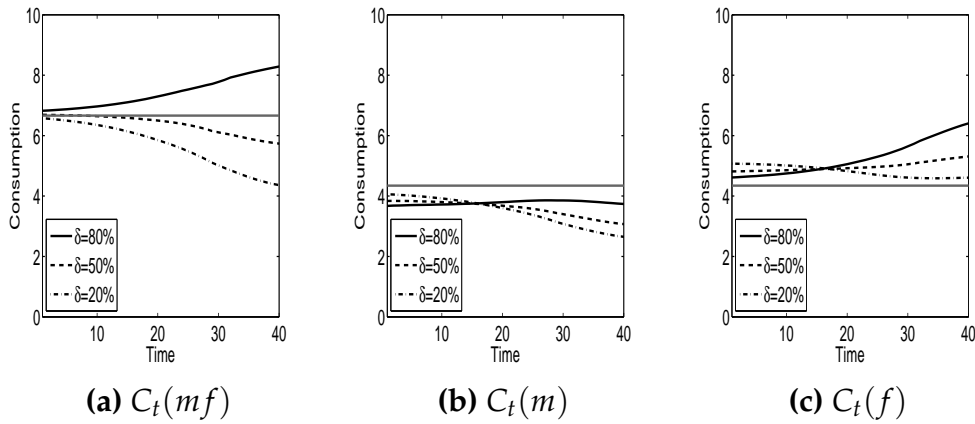 10
8
6
4
2
0
Consumption
10 20 30 40
Time
δ=80%
δ=50%
δ=20%
(a) C_t(mf)
10
8
6
4
2
0
Consumption
10 20 30 40
Time
δ=80%
δ=50%
δ=20%
(b) C_t(m)
10
8
6
4
2
0
Consumption
10 20 30 40
Time
δ=80%
δ=50%
δ=20%
(c) C_t(f)